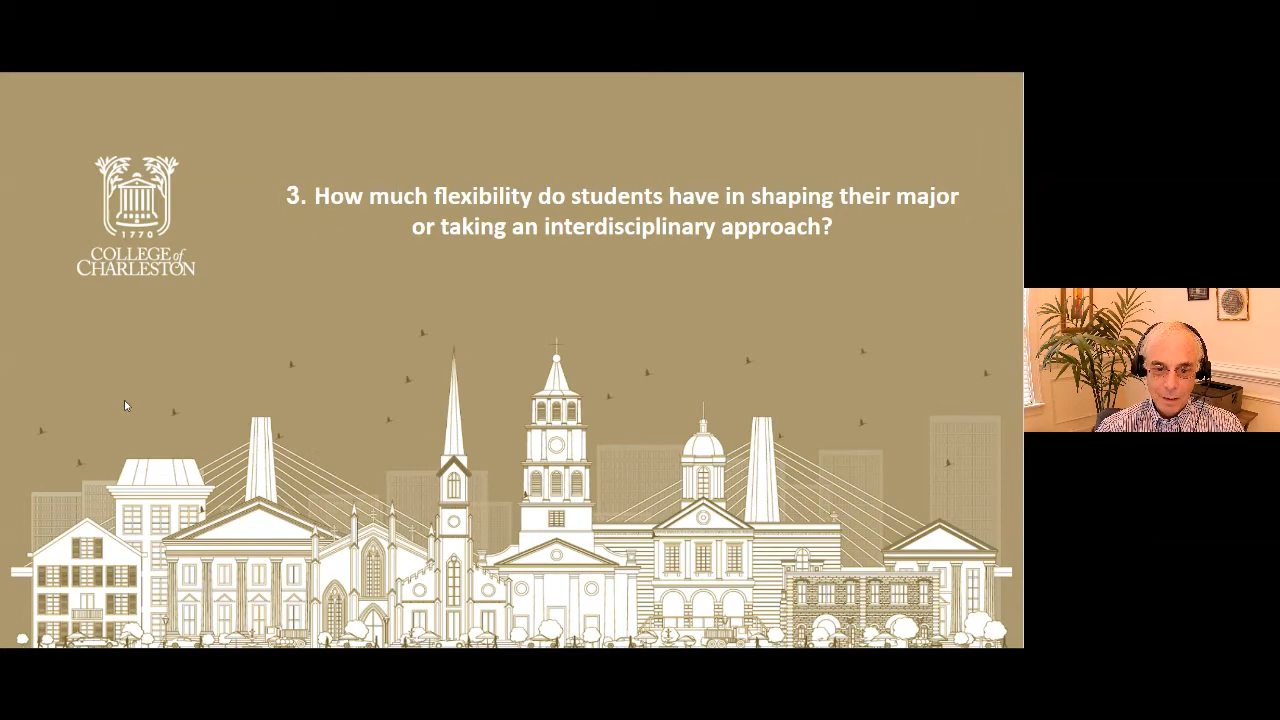 3. How much flexibility do students have in shaping their major
or taking an interdisciplinary approach?
1770
COLLEGE of
CHARLESTON